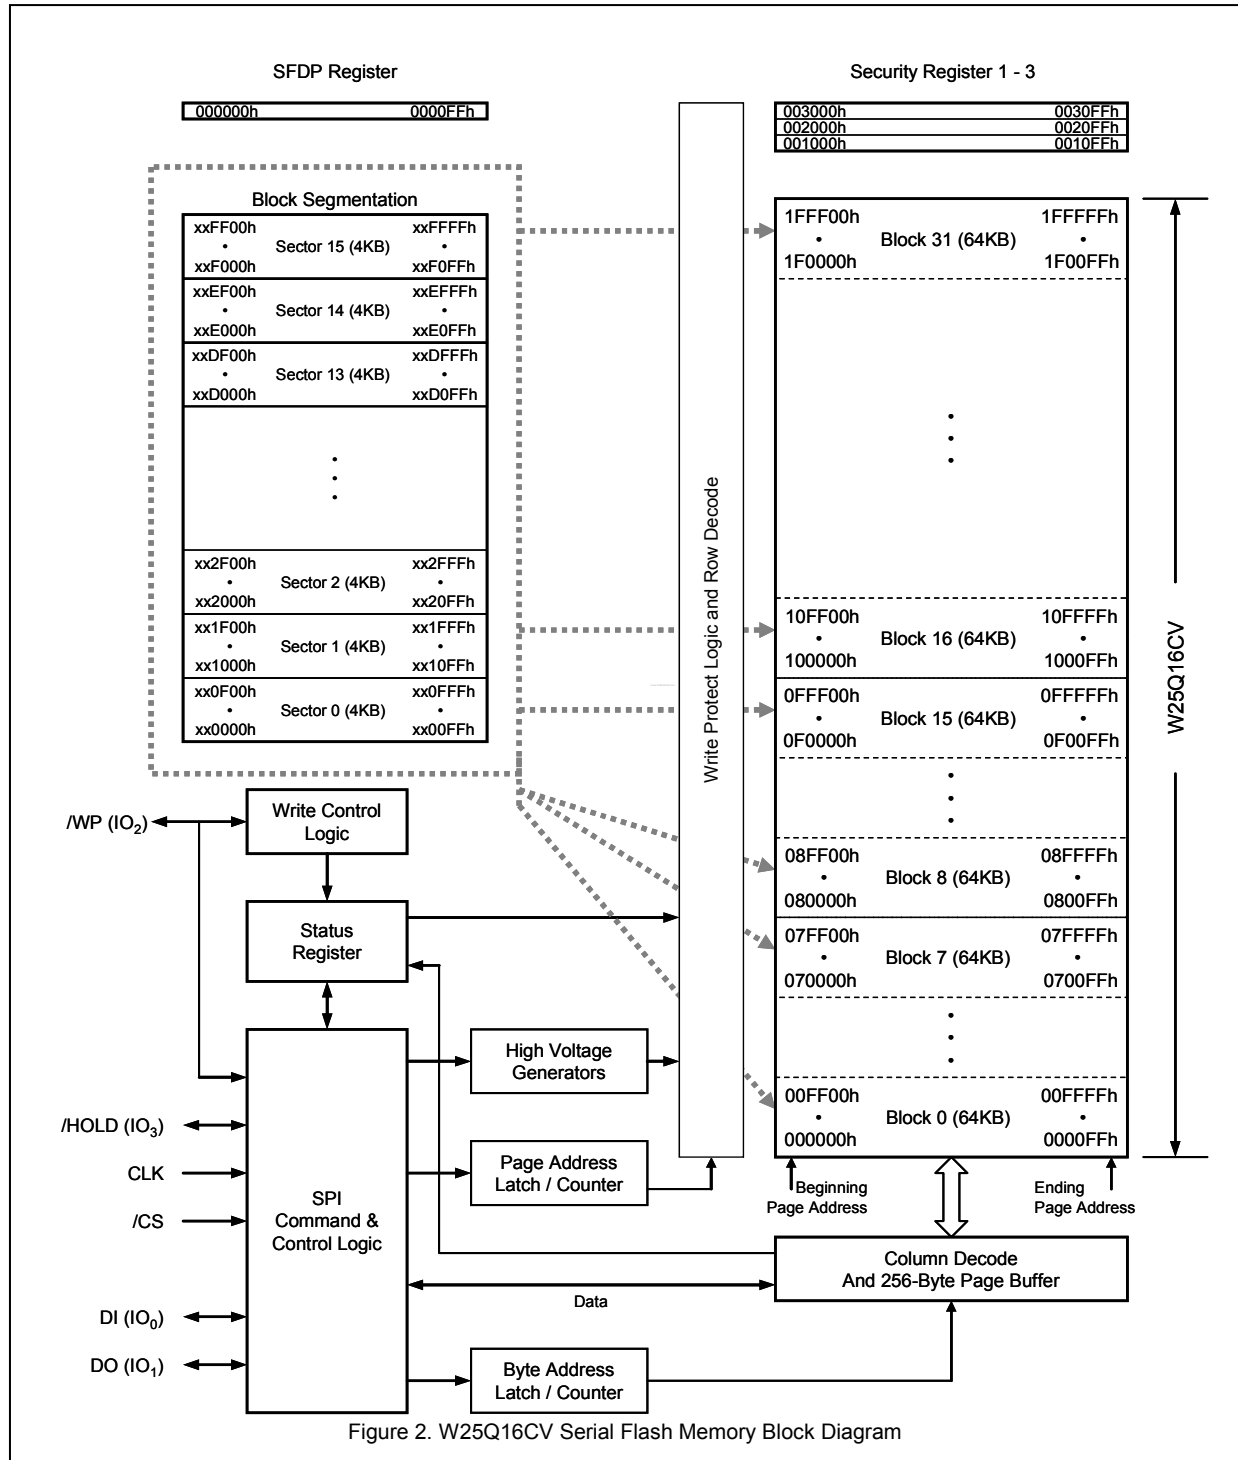 SFDP Register
000000h 0000FFh
Security Register 1 - 3
003000h 0030FFh
002000h 0020FFh
001000h 0010FFh
Block Segmentation
xxFF00h xxFFFFh
• Sector 15 (4KB) •
xxF000h xxF0FFh
xxEF00h xxEFFFh
• Sector 14 (4KB) •
xxE000h xxE0FFh
xxDF00h xxDFFFh
• Sector 13 (4KB) •
xxD000h xxD0FFh
xx2F00h xx2FFFh
• Sector 2 (4KB) •
xx2000h xx20FFh
xx1F00h xx1FFFh
• Sector 1 (4KB) •
xx1000h xx10FFh
xx0F00h xx0FFFh
• Sector 0 (4KB) •
xx0000h xx00FFh
Write Protect Logic and Row Decode
1FFF00h 1FFFFFh
• Block 31 (64KB) •
1F0000h 1F00FFh
10FF00h 10FFFFh
• Block 16 (64KB) •
100000h 1000FFh
0FFF00h 0FFFFFh
• Block 15 (64KB) •
0F0000h 0F00FFh
08FF00h 08FFFFh
• Block 8 (64KB) •
080000h 0800FFh
07FF00h 07FFFFh
• Block 7 (64KB) •
070000h 0700FFh
00FF00h 00FFFFh
• Block 0 (64KB) •
000000h 0000FFh
W25Q16CV
Beginning
Page Address
Ending
Page Address
/WP (IO2)
Write Control
Logic
Status
Register
High Voltage
Generators
/HOLD (IO3)
CLK
/CS
DI (IO0)
DO (IO1)
SPI
Command &
Control Logic
Page Address
Latch / Counter
Column Decode
And 256-Byte Page Buffer
Data
Byte Address
Latch / Counter
Figure 2. W25Q16CV Serial Flash Memory Block Diagram